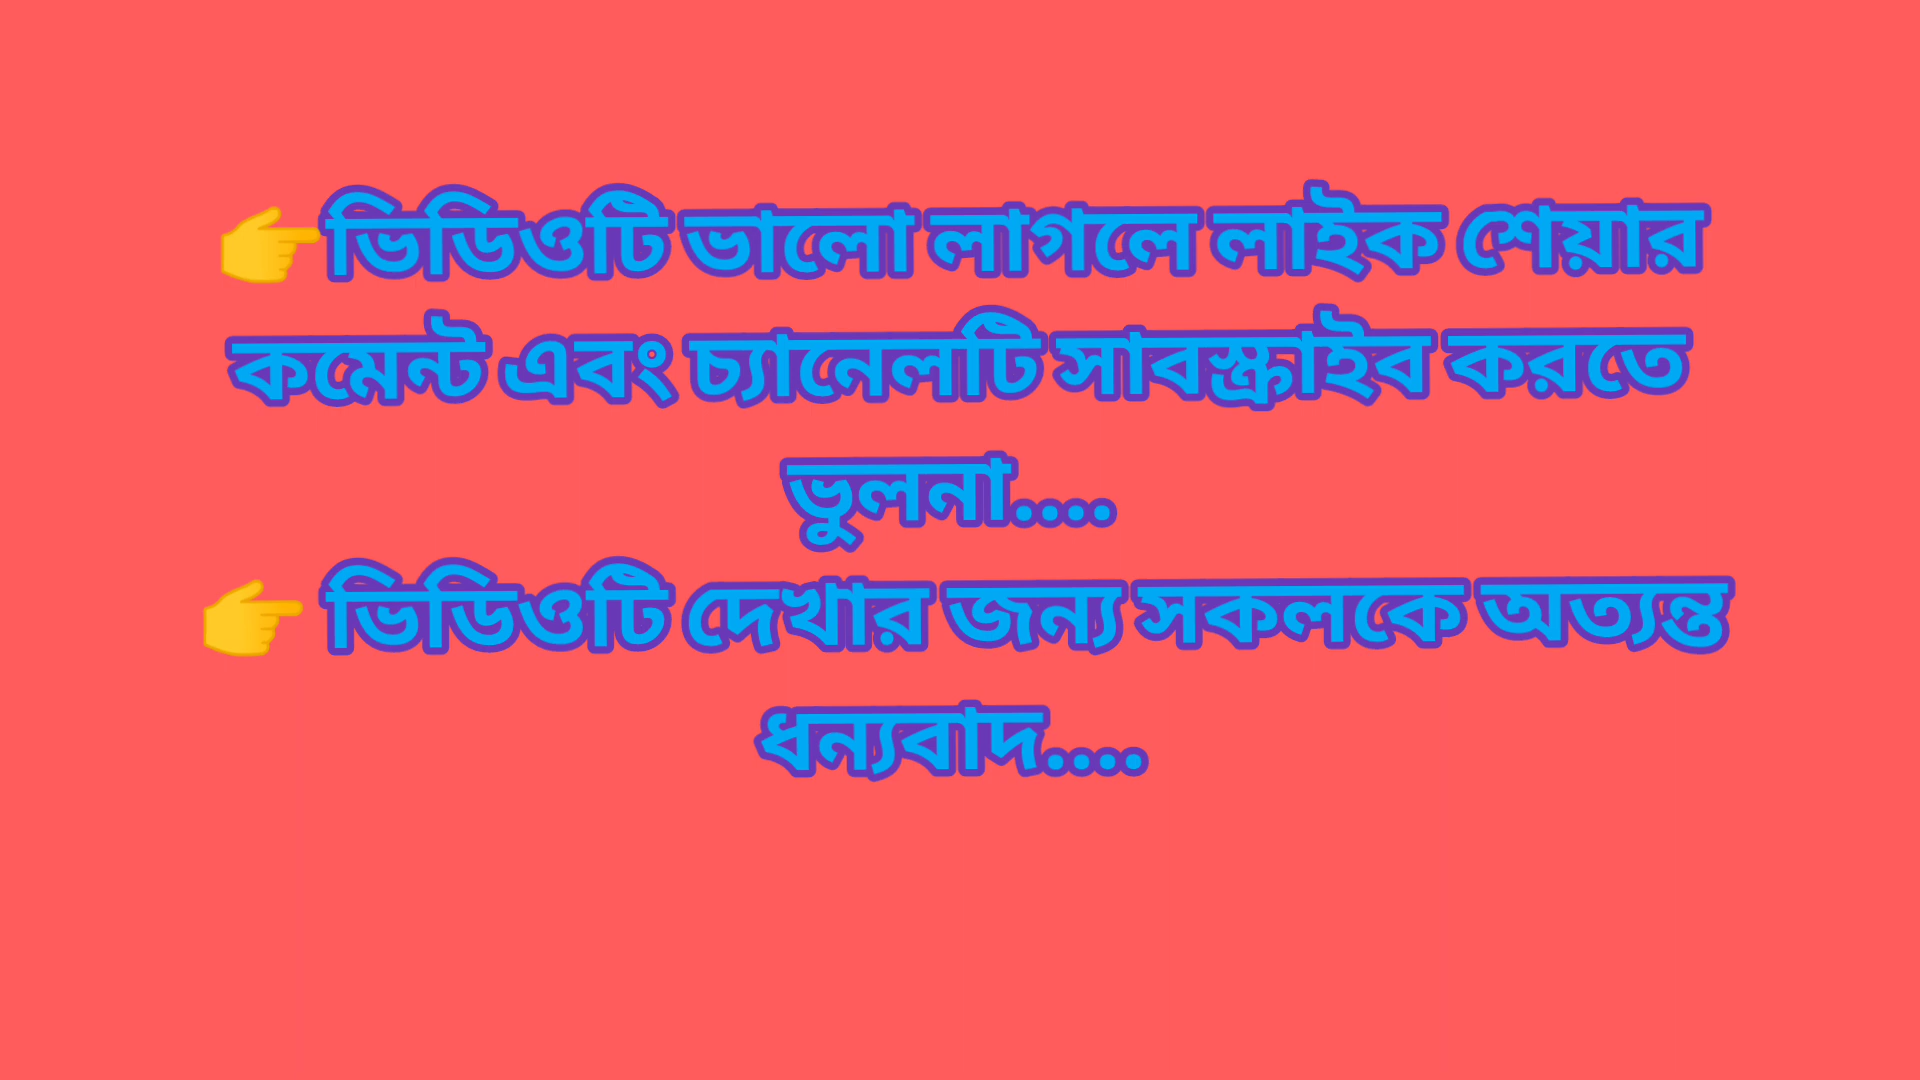 👉ভিডিওটি ভালো লাগলে লাইক শেয়ার
কমেন্ট এবং চ্যানেলটি সাবস্ক্রাইব করতে
ভুলনা....
👉 ভিডিওটি দেখার জন্য সকলকে অত্যন্ত
ধন্যবাদ....